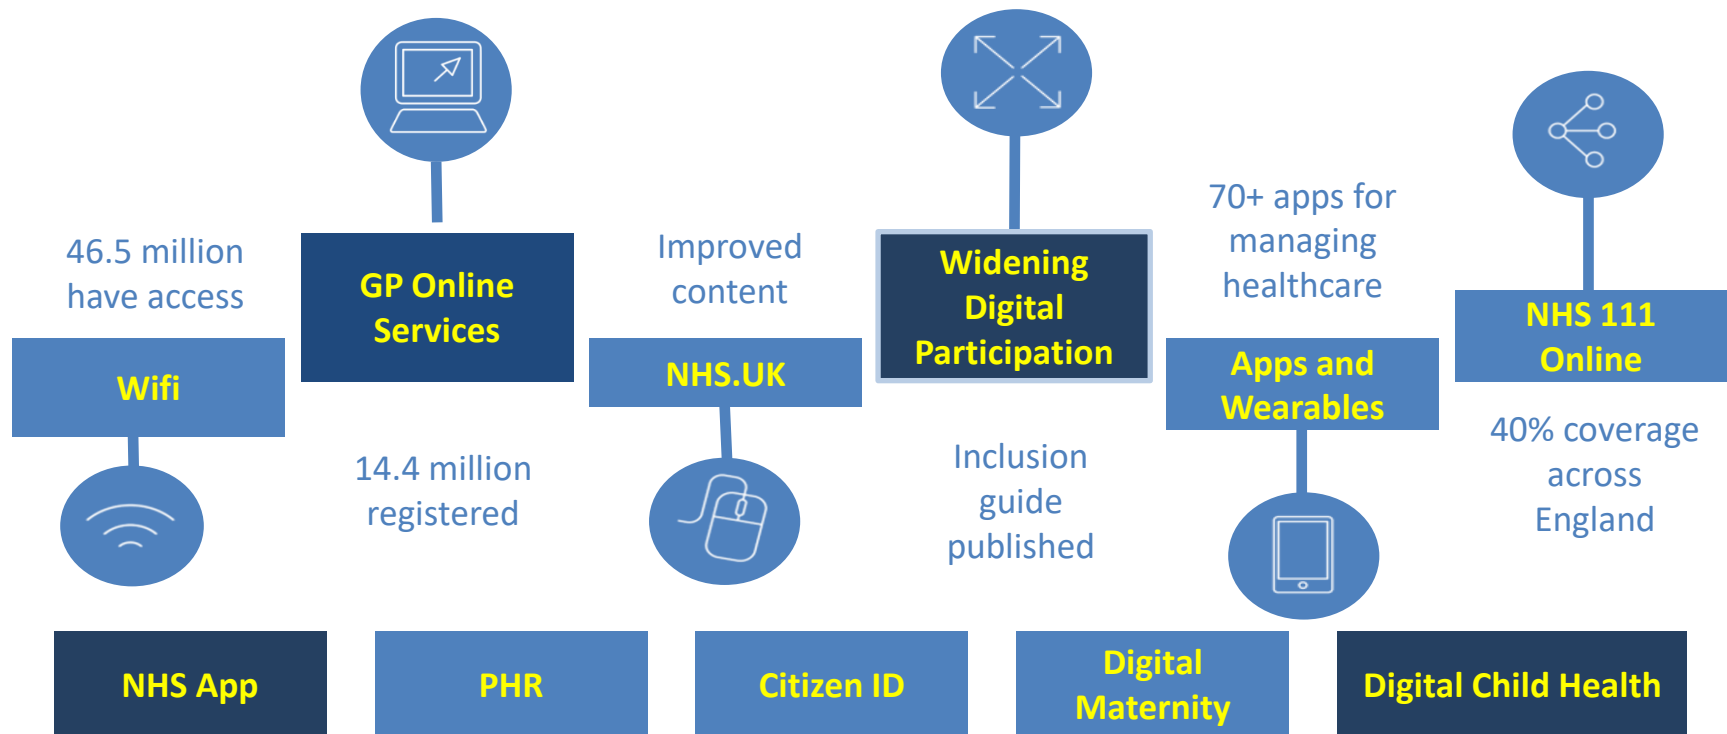 46.5 million
have access
Wifi
GP Online
Services
14.4 million
registered
Improved
content
NHS.UK
Widening
Digital
Participation
Inclusion
guide
published
70+ apps for
managing
healthcare
Apps and
Wearables
NHS 111
Online
40% coverage
across
England
NHS App
PHR
Citizen ID
Digital
Maternity
Digital Child Health